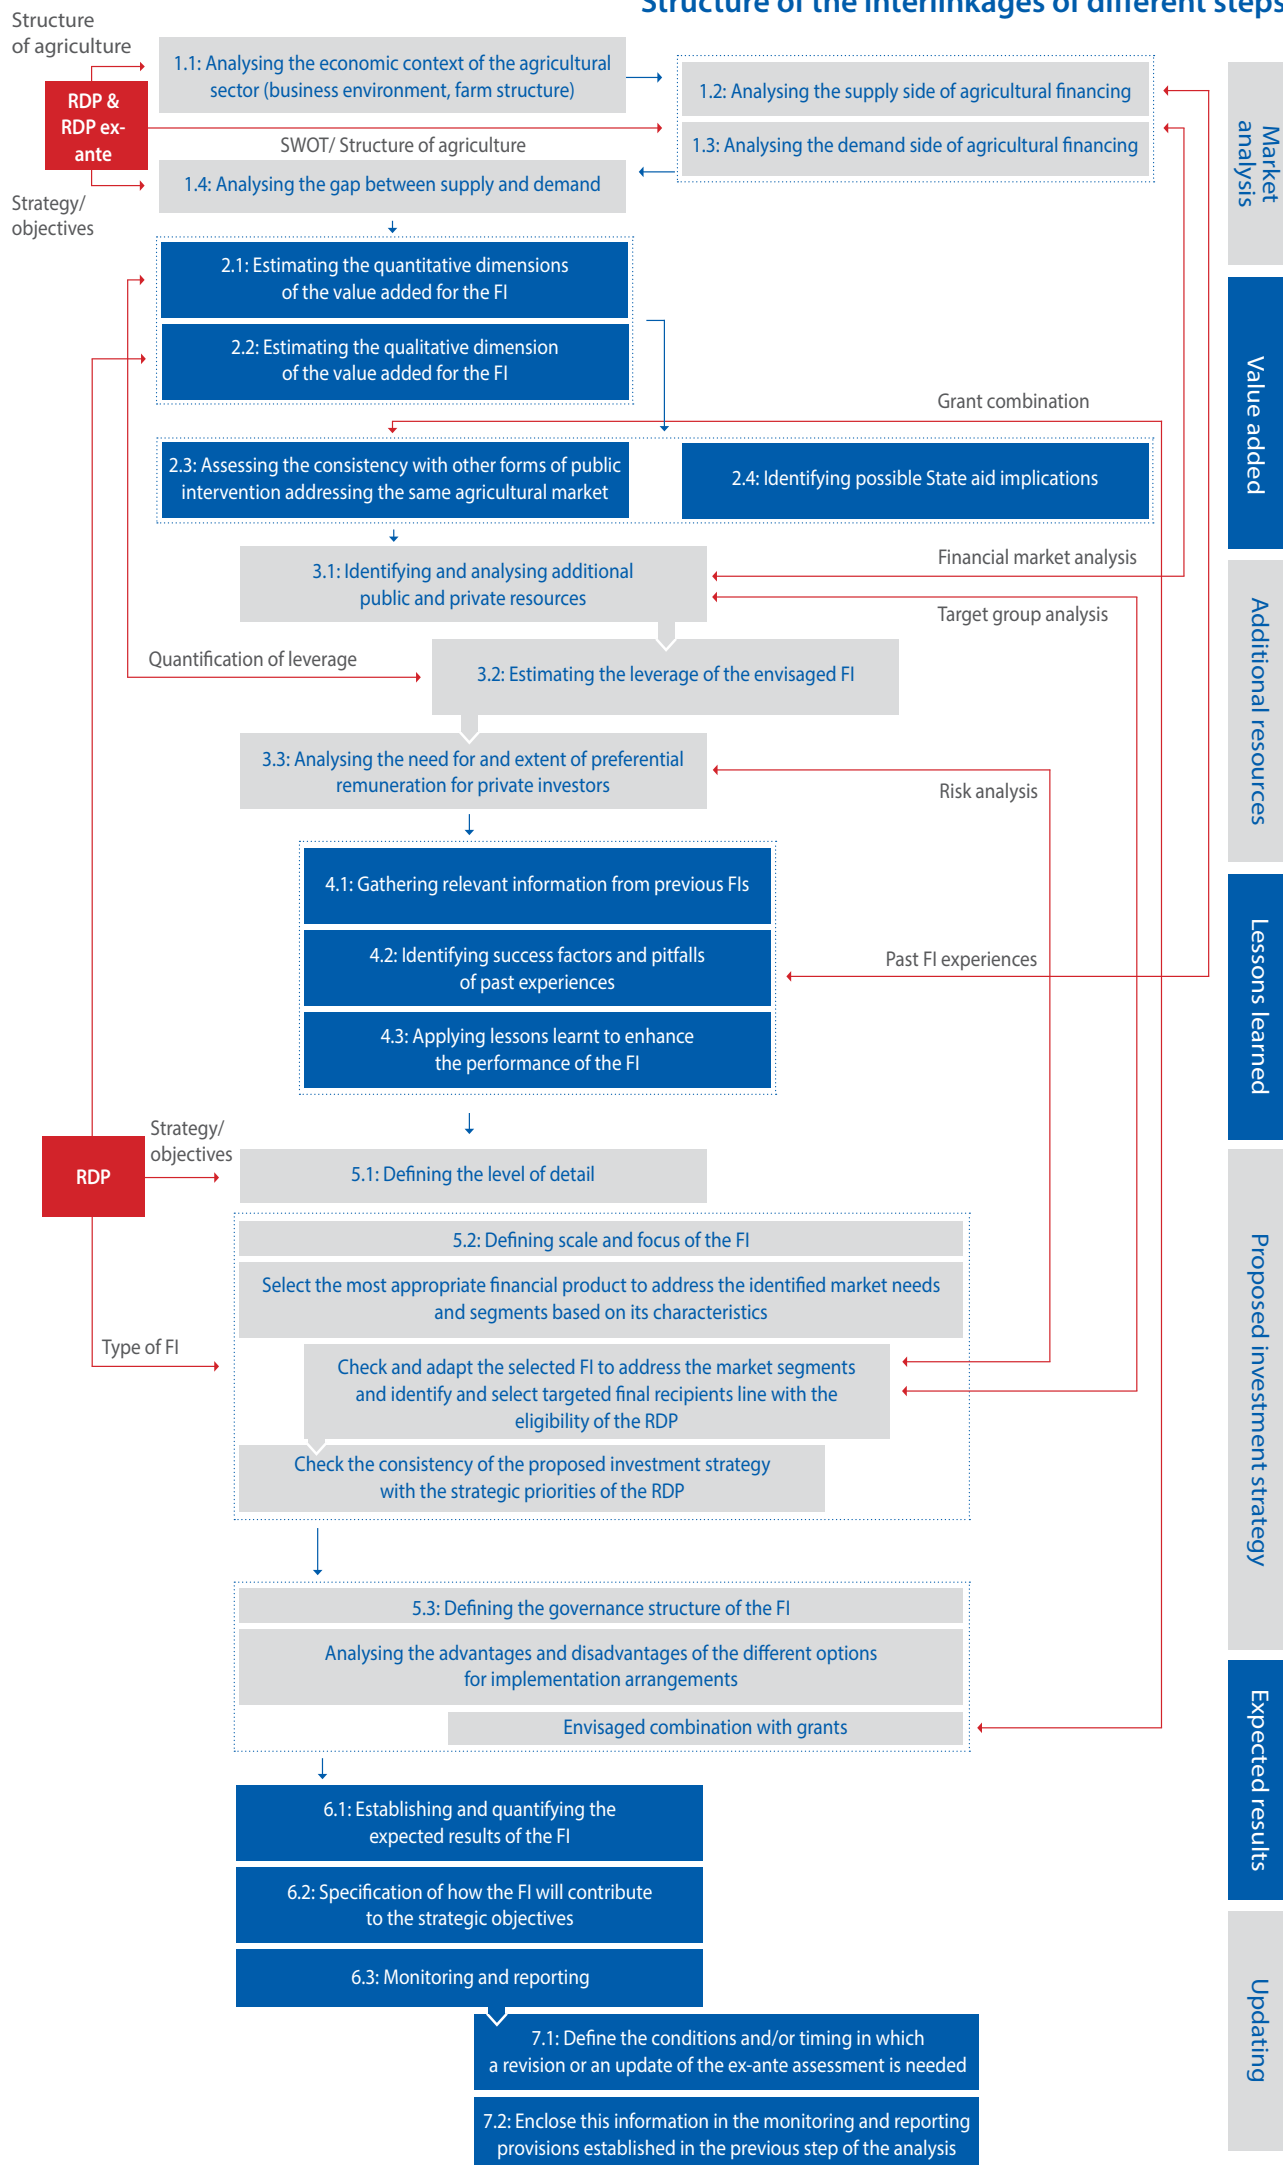 Structure of the interlinkages of different steps
Structure
of agriculture
1.1: Analysing the economic context of the agricultural
sector (business environment, farm structure)
1.2: Analysing the supply side of agricultural financing
RDP &
RDP ex-
ante
SWOT/ Structure of agriculture
1.3: Analysing the demand side of agricultural financing
1.4: Analysing the gap between supply and demand
Strategy/
objectives
Market
analysis
2.1: Estimating the quantitative dimensions
of the value added for the FI
2.2: Estimating the qualitative dimension
of the value added for the FI
Grant combination
2.3: Assessing the consistency with other forms of public
intervention addressing the same agricultural market
2.4: Identifying possible State aid implications
Value added
3.1: Identifying and analysing additional
public and private resources
Financial market analysis
Target group analysis
Quantification of leverage
3.2: Estimating the leverage of the envisaged FI
3.3: Analysing the need for and extent of preferential
remuneration for private investors
Risk analysis
Additional resources
4.1: Gathering relevant information from previous FIs
4.2: Identifying success factors and pitfalls
of past experiences
Past FI experiences
4.3: Applying lessons learnt to enhance
the performance of the FI
Lessons learned
RDP
Strategy/
objectives
5.1: Defining the level of detail
5.2: Defining scale and focus of the FI
Select the most appropriate financial product to address the identified market needs
and segments based on its characteristics
Type of FI
Check and adapt the selected FI to address the market segments
and identify and select targeted final recipients line with the
eligibility of the RDP
Check the consistency of the proposed investment strategy
with the strategic priorities of the RDP
Proposed investment strategy
5.3: Defining the governance structure of the FI
Analysing the advantages and disadvantages of the different options
for implementation arrangements
Envisaged combination with grants
6.1: Establishing and quantifying the
expected results of the FI
6.2: Specification of how the FI will contribute
to the strategic objectives
Expected results
6.3: Monitoring and reporting
7.1: Define the conditions and/or timing in which
a revision or an update of the ex-ante assessment is needed
7.2: Enclose this information in the monitoring and reporting
provisions established in the previous step of the analysis
Updating